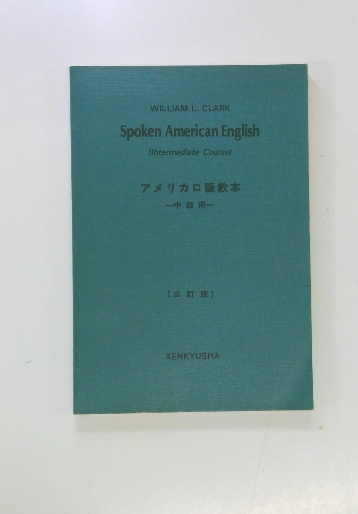 WILLIAM L. CLARK
Spoken American English
(Intermediate Course)
アメリカ口語教本
—中級用—
[改訂版]
KENKYUSHA